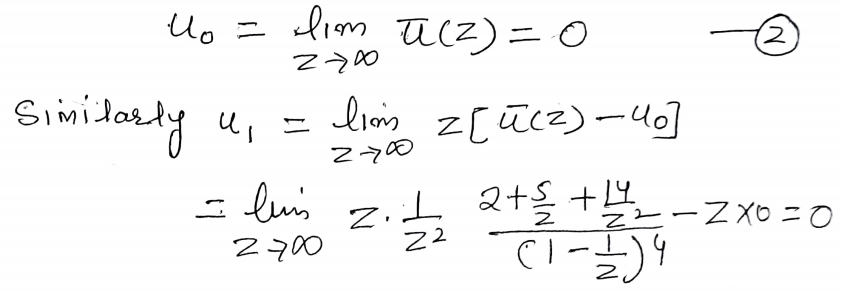 u₀ = lim_{z→∞} ū(z) = 0 —②
Similarly u₁ = lim_{z→∞} z[ū(z) − u₀]
= lim_{z→∞} z · 1/z² (2 + 5/z + 14/z²)/(1 − 1/z)⁴ − z×0 = 0